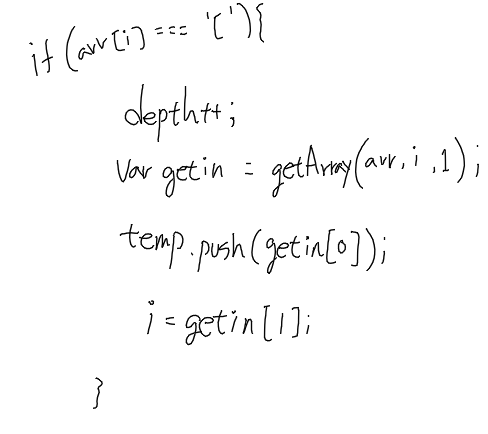 if (arr[i] === '['){
depth++;
var getin = getArray(arr, i, 1);
temp.push(getin[0]);
i = getin[1];
}